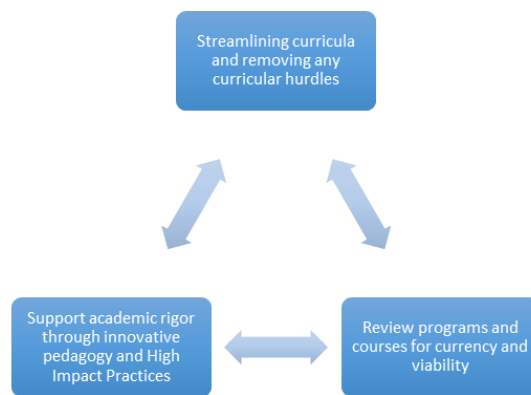 Streamlining curricula
and removing any
curricular hurdles
Support academic rigor
through innovative
pedagogy and High
Impact Practices
Review programs and
courses for currency and
viability